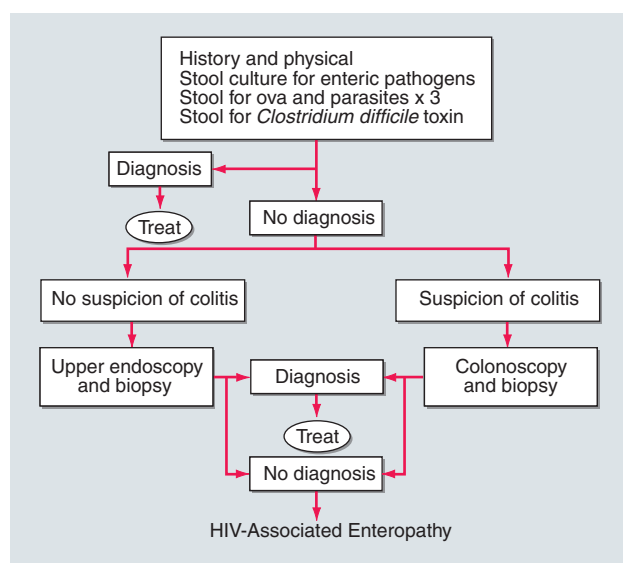 History and physical
Stool culture for enteric pathogens
Stool for ova and parasites x 3
Stool for Clostridium difficile toxin
Diagnosis
Treat
No diagnosis
No suspicion of colitis
Suspicion of colitis
Upper endoscopy
and biopsy
Diagnosis
Colonoscopy
and biopsy
Treat
No diagnosis
HIV-Associated Enteropathy